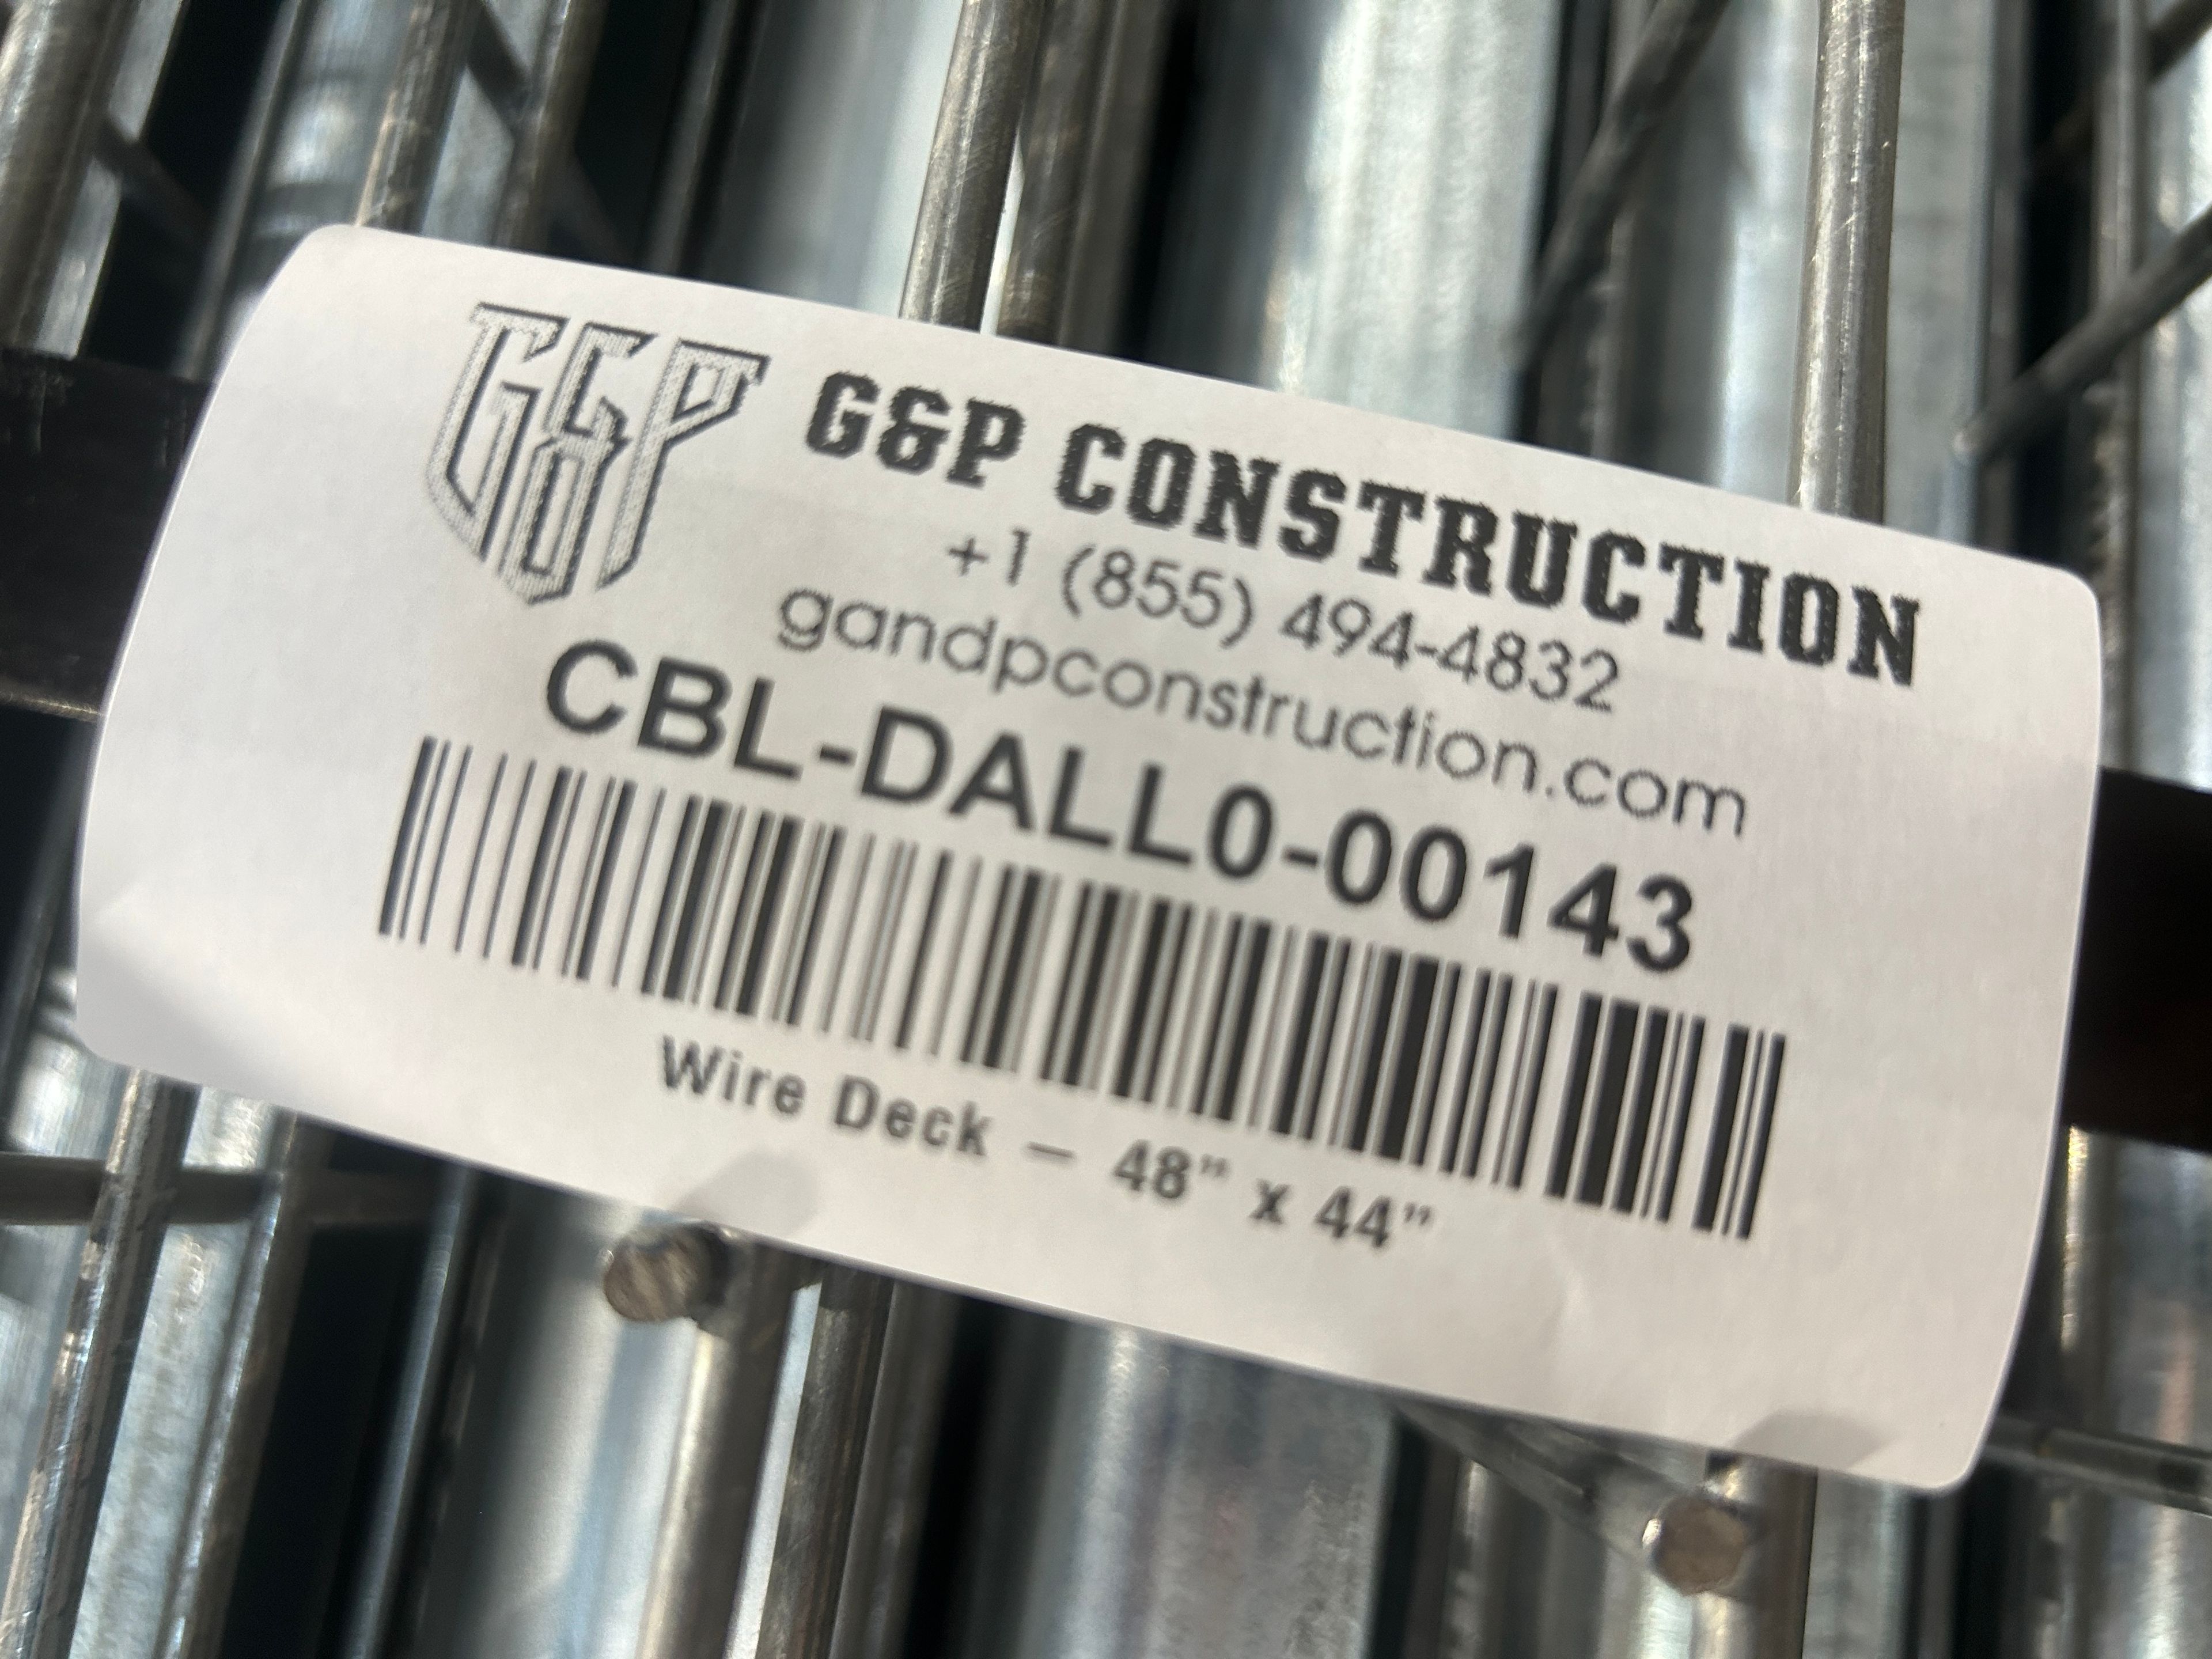 G&P
G&P CONSTRUCTION
+1 (855) 494-4832
gandpconstruction.com
CBL-DALL0-00143
Wire Deck – 48" x 44"